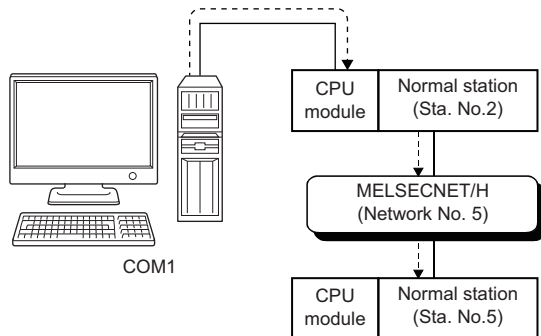 CPU
module
Normal station
(Sta. No.2)
MELSECNET/H
(Network No. 5)
COM1
CPU
module
Normal station
(Sta. No.5)